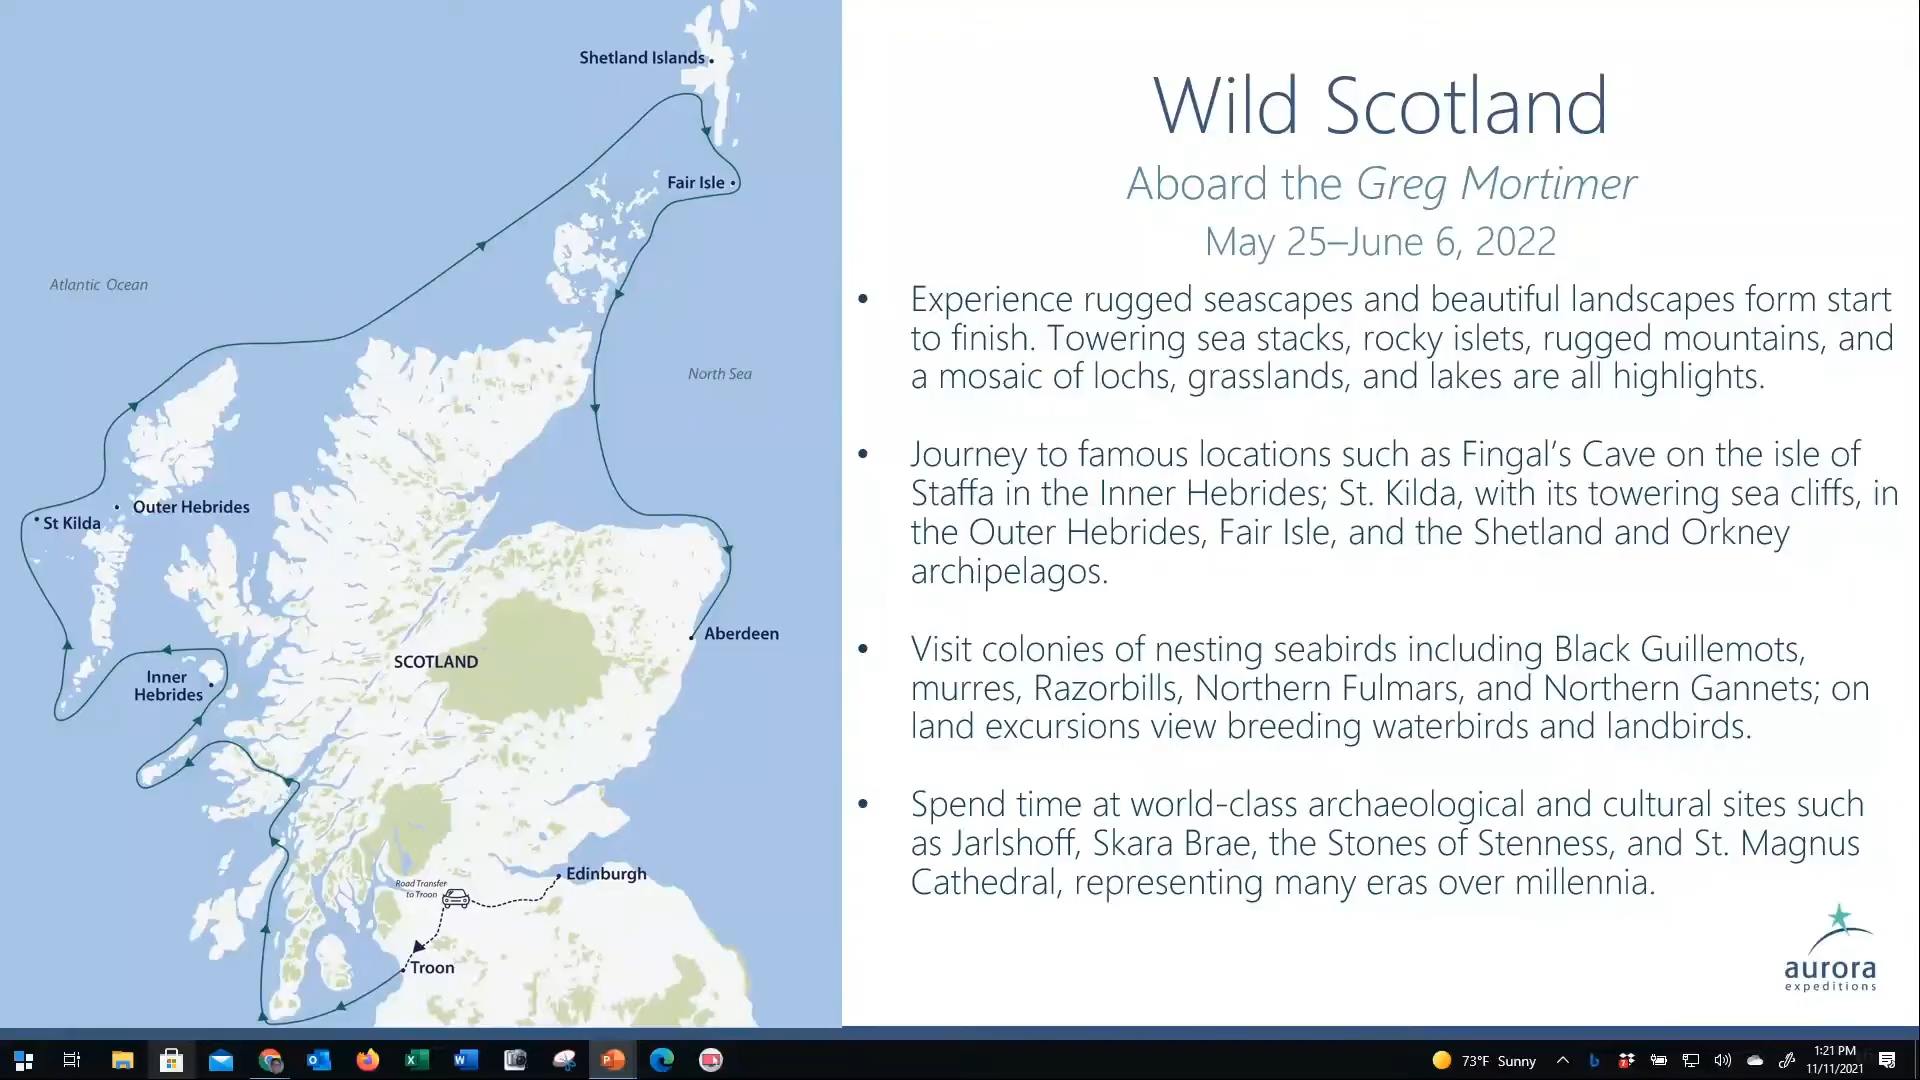 Shetland Islands
Fair Isle
Atlantic Ocean
North Sea
Outer Hebrides
St Kilda
Aberdeen
SCOTLAND
Inner
Hebrides
Road Transfer
to Troon
Edinburgh
Troon
Wild Scotland
Aboard the Greg Mortimer
May 25–June 6, 2022
• Experience rugged seascapes and beautiful landscapes form start
to finish. Towering sea stacks, rocky islets, rugged mountains, and
a mosaic of lochs, grasslands, and lakes are all highlights.
• Journey to famous locations such as Fingal’s Cave on the isle of
Staffa in the Inner Hebrides; St. Kilda, with its towering sea cliffs, in
the Outer Hebrides, Fair Isle, and the Shetland and Orkney
archipelagos.
• Visit colonies of nesting seabirds including Black Guillemots,
murres, Razorbills, Northern Fulmars, and Northern Gannets; on
land excursions view breeding waterbirds and landbirds.
• Spend time at world-class archaeological and cultural sites such
as Jarlshoff, Skara Brae, the Stones of Stenness, and St. Magnus
Cathedral, representing many eras over millennia.
aurora
expeditions
73°F Sunny
1:21 PM
11/11/2021